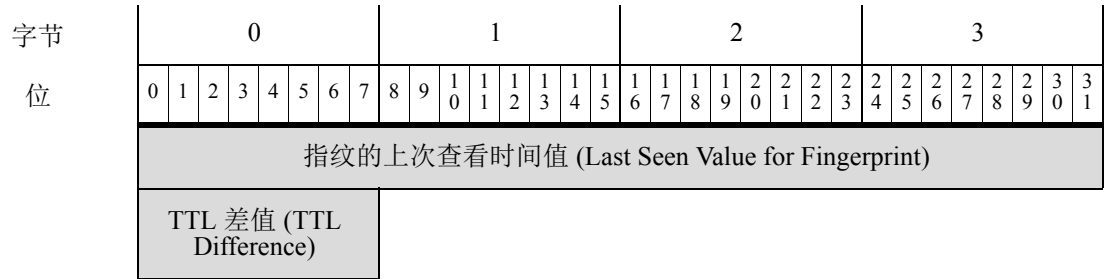 字节 0 1 2 3
位 0 1 2 3 4 5 6 7 8 9 10 11 12 13 14 15 16 17 18 19 20 21 22 23 24 25 26 27 28 29 30 31
指纹的上次查看时间值 (Last Seen Value for Fingerprint)
TTL 差值 (TTL
Difference)